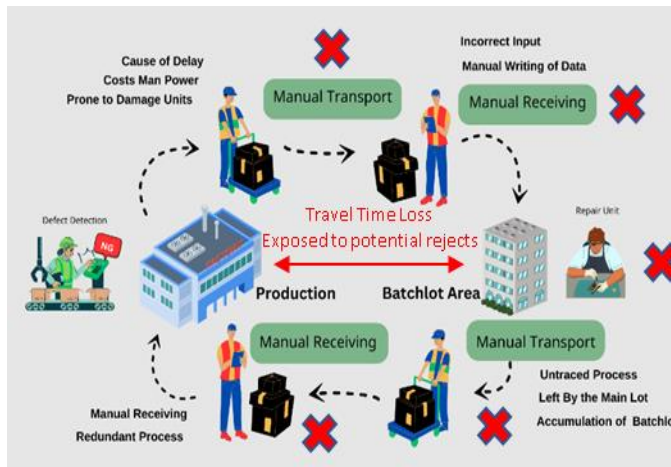 Cause of Delay
Costs Man Power
Prone to Damage Units
Manual Transport
Incorrect Input
Manual Writing of Data
Manual Receiving
Defect Detection
NG
Travel Time Loss
Exposed to potential rejects
Repair Unit
Production
Batchlot Area
Manual Receiving
Manual Transport
Manual Receiving
Redundant Process
Untraced Process
Left By the Main Lot
Accumulation of Batchlo